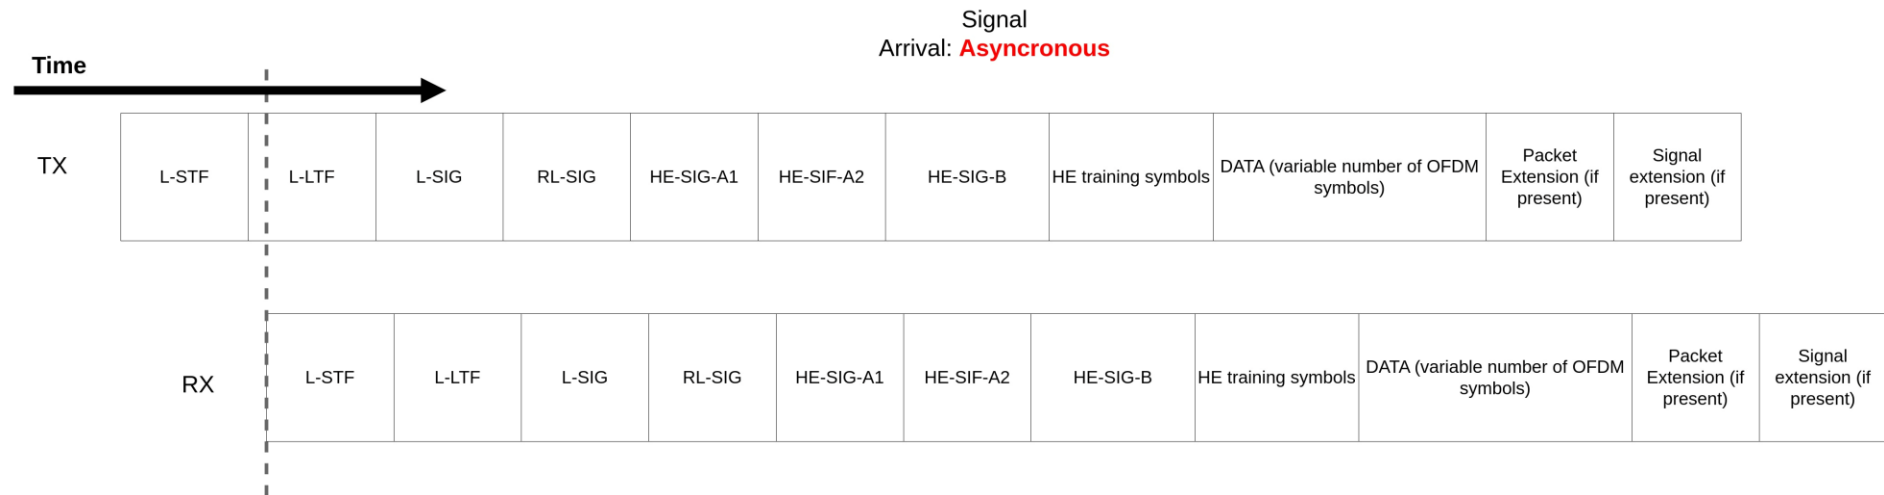 Signal
Arrival: Asyncronous
Time
TX
L-STF
L-LTF
L-SIG
RL-SIG
HE-SIG-A1
HE-SIF-A2
HE-SIG-B
HE training symbols
DATA (variable number of OFDM
symbols)
Packet
Extension (if
present)
Signal
extension (if
present)
RX
L-STF
L-LTF
L-SIG
RL-SIG
HE-SIG-A1
HE-SIF-A2
HE-SIG-B
HE training symbols
DATA (variable number of OFDM
symbols)
Packet
Extension (if
present)
Signal
extension (if
present)